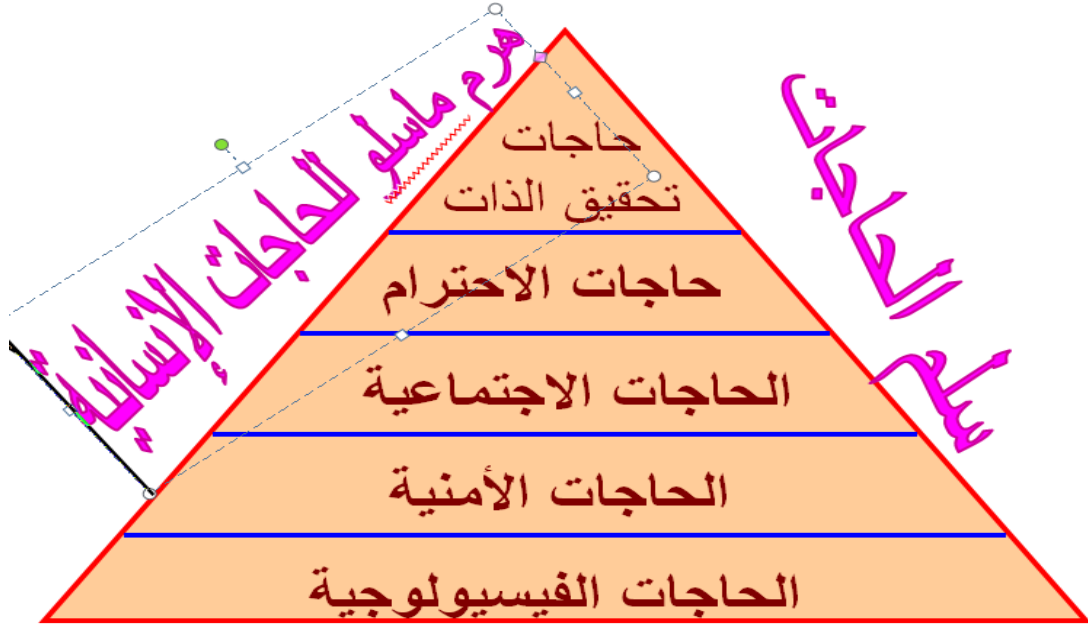 هرم ماسلو للحاجات الإنسانية
سلم الحاجات
حاجات
تحقيق الذات
حاجات الاحترام
الحاجات الاجتماعية
الحاجات الأمنية
الحاجات الفيسيولوجية